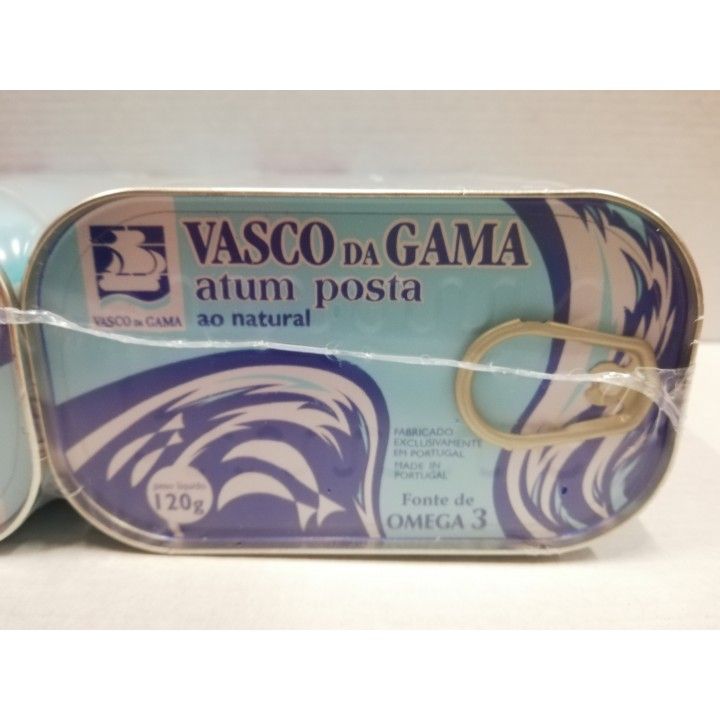 VASCO DA GAMA
atum posta
ao natural
VASCO DA GAMA
FABRICADO
EXCLUSIVAMENTE
EM PORTUGAL
MADE IN
PORTUGAL
peso líquido
120g
Fonte de
OMEGA 3